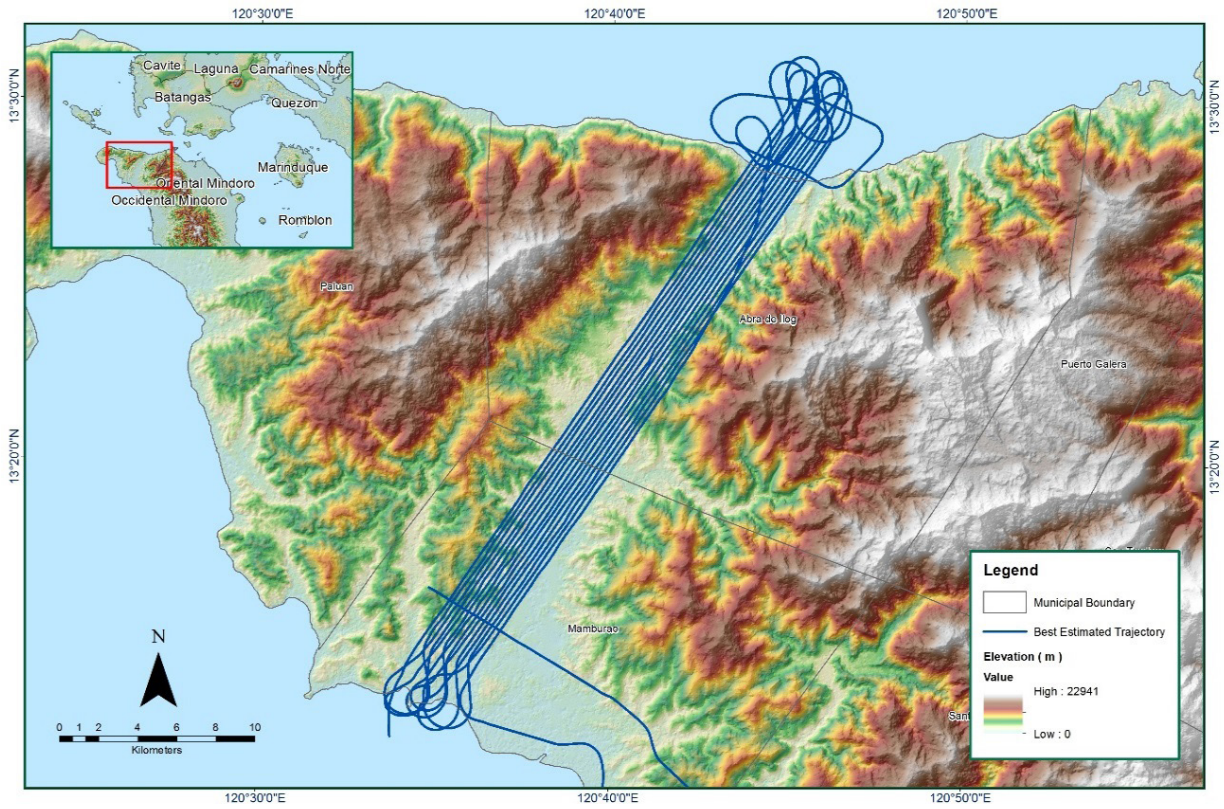 120°30'0"E
120°40'0"E
120°50'0"E
13°30'0"N
13°30'0"N
Cavite
Laguna
Camarines Norte
Batangas
Quezon
Marinduque
Oriental Mindoro
Occidental Mindoro
Romblon
Paluan
Abra de Ilog
Puerto Galera
13°20'0"N
13°20'0"N
Mamburao
Legend
Municipal Boundary
Best Estimated Trajectory
Elevation ( m )
Value
High : 22941
Low : 0
N
0 1 2 4 6 8 10
Kilometers
120°30'0"E
120°40'0"E
120°50'0"E